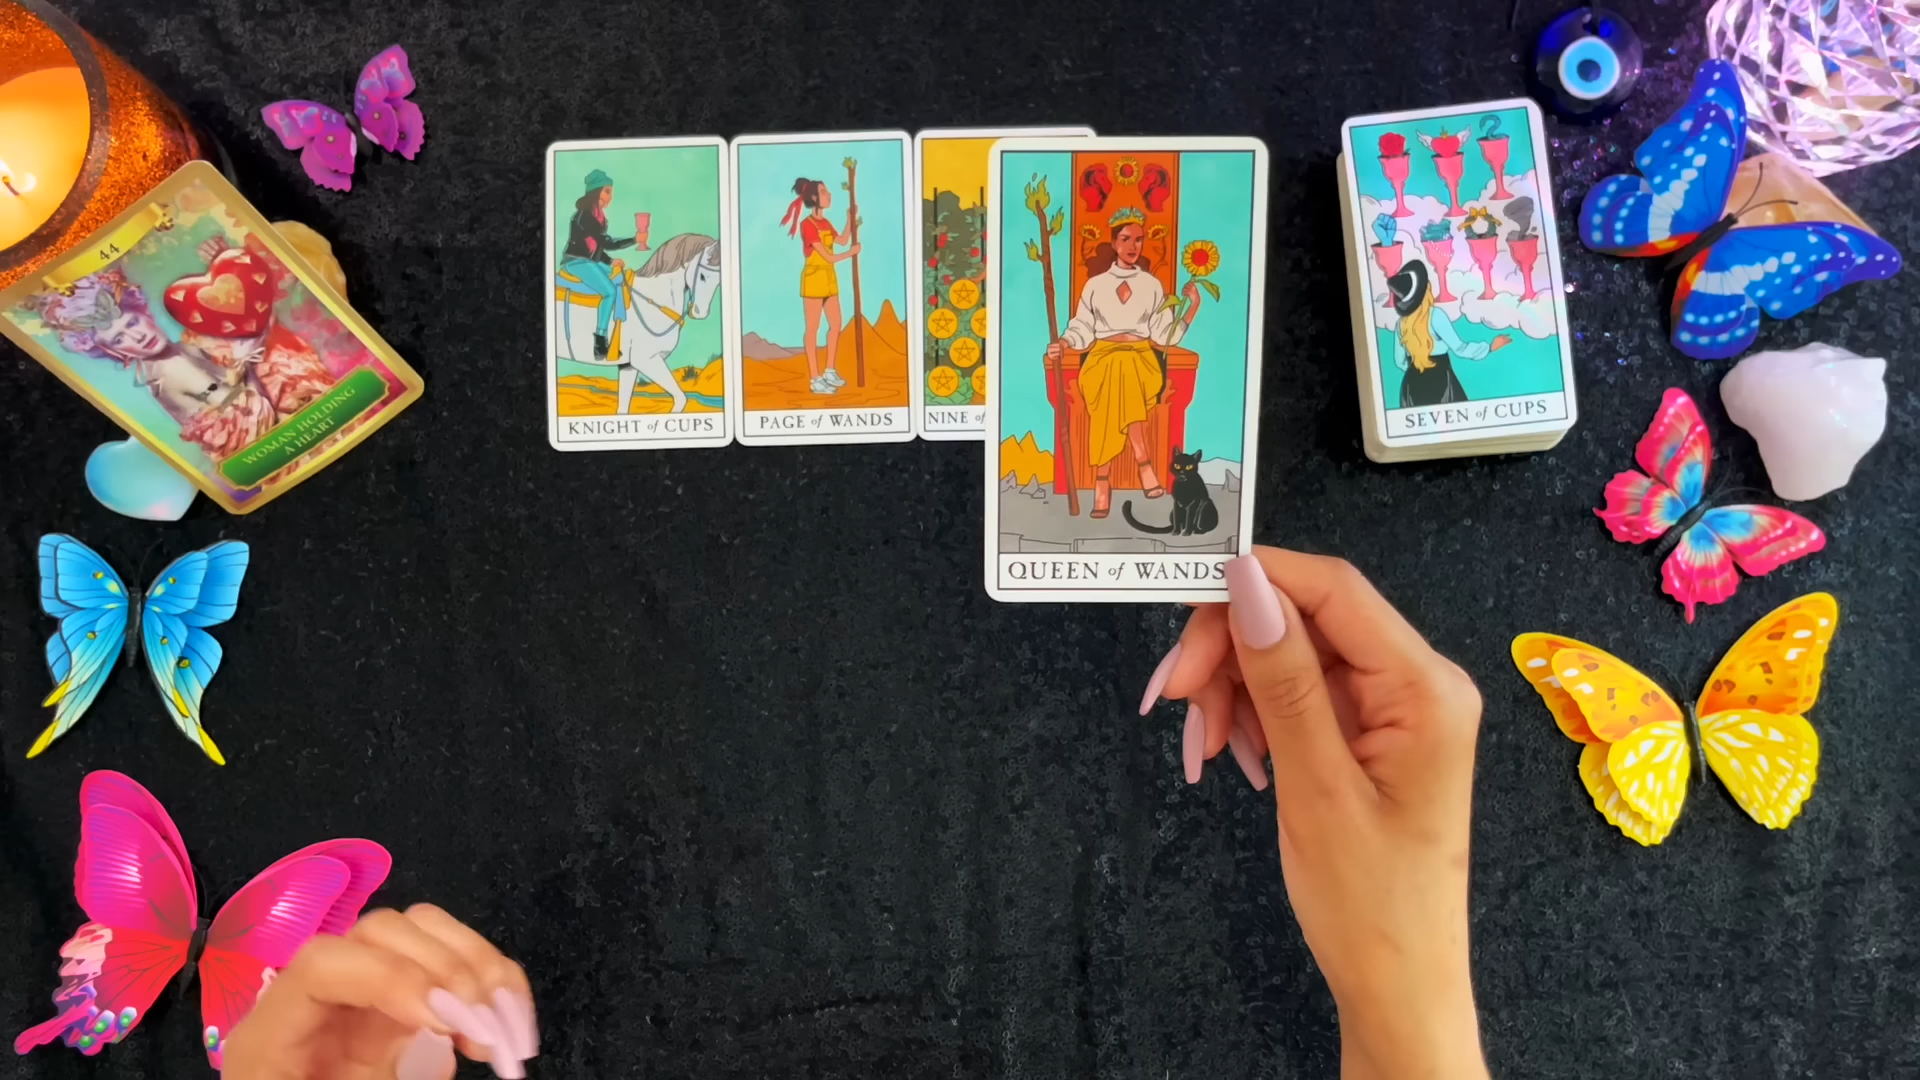 44
WOMAN HOLDING
A HEART
KNIGHT of CUPS
PAGE of WANDS
NINE of
QUEEN of WANDS
SEVEN of CUPS